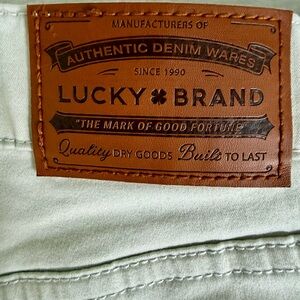 MANUFACTURERS OF
AUTHENTIC DENIM WARES
SINCE 1990
LUCKY BRAND
"THE MARK OF GOOD FORTUNE"
Quality DRY GOODS Built TO LAST